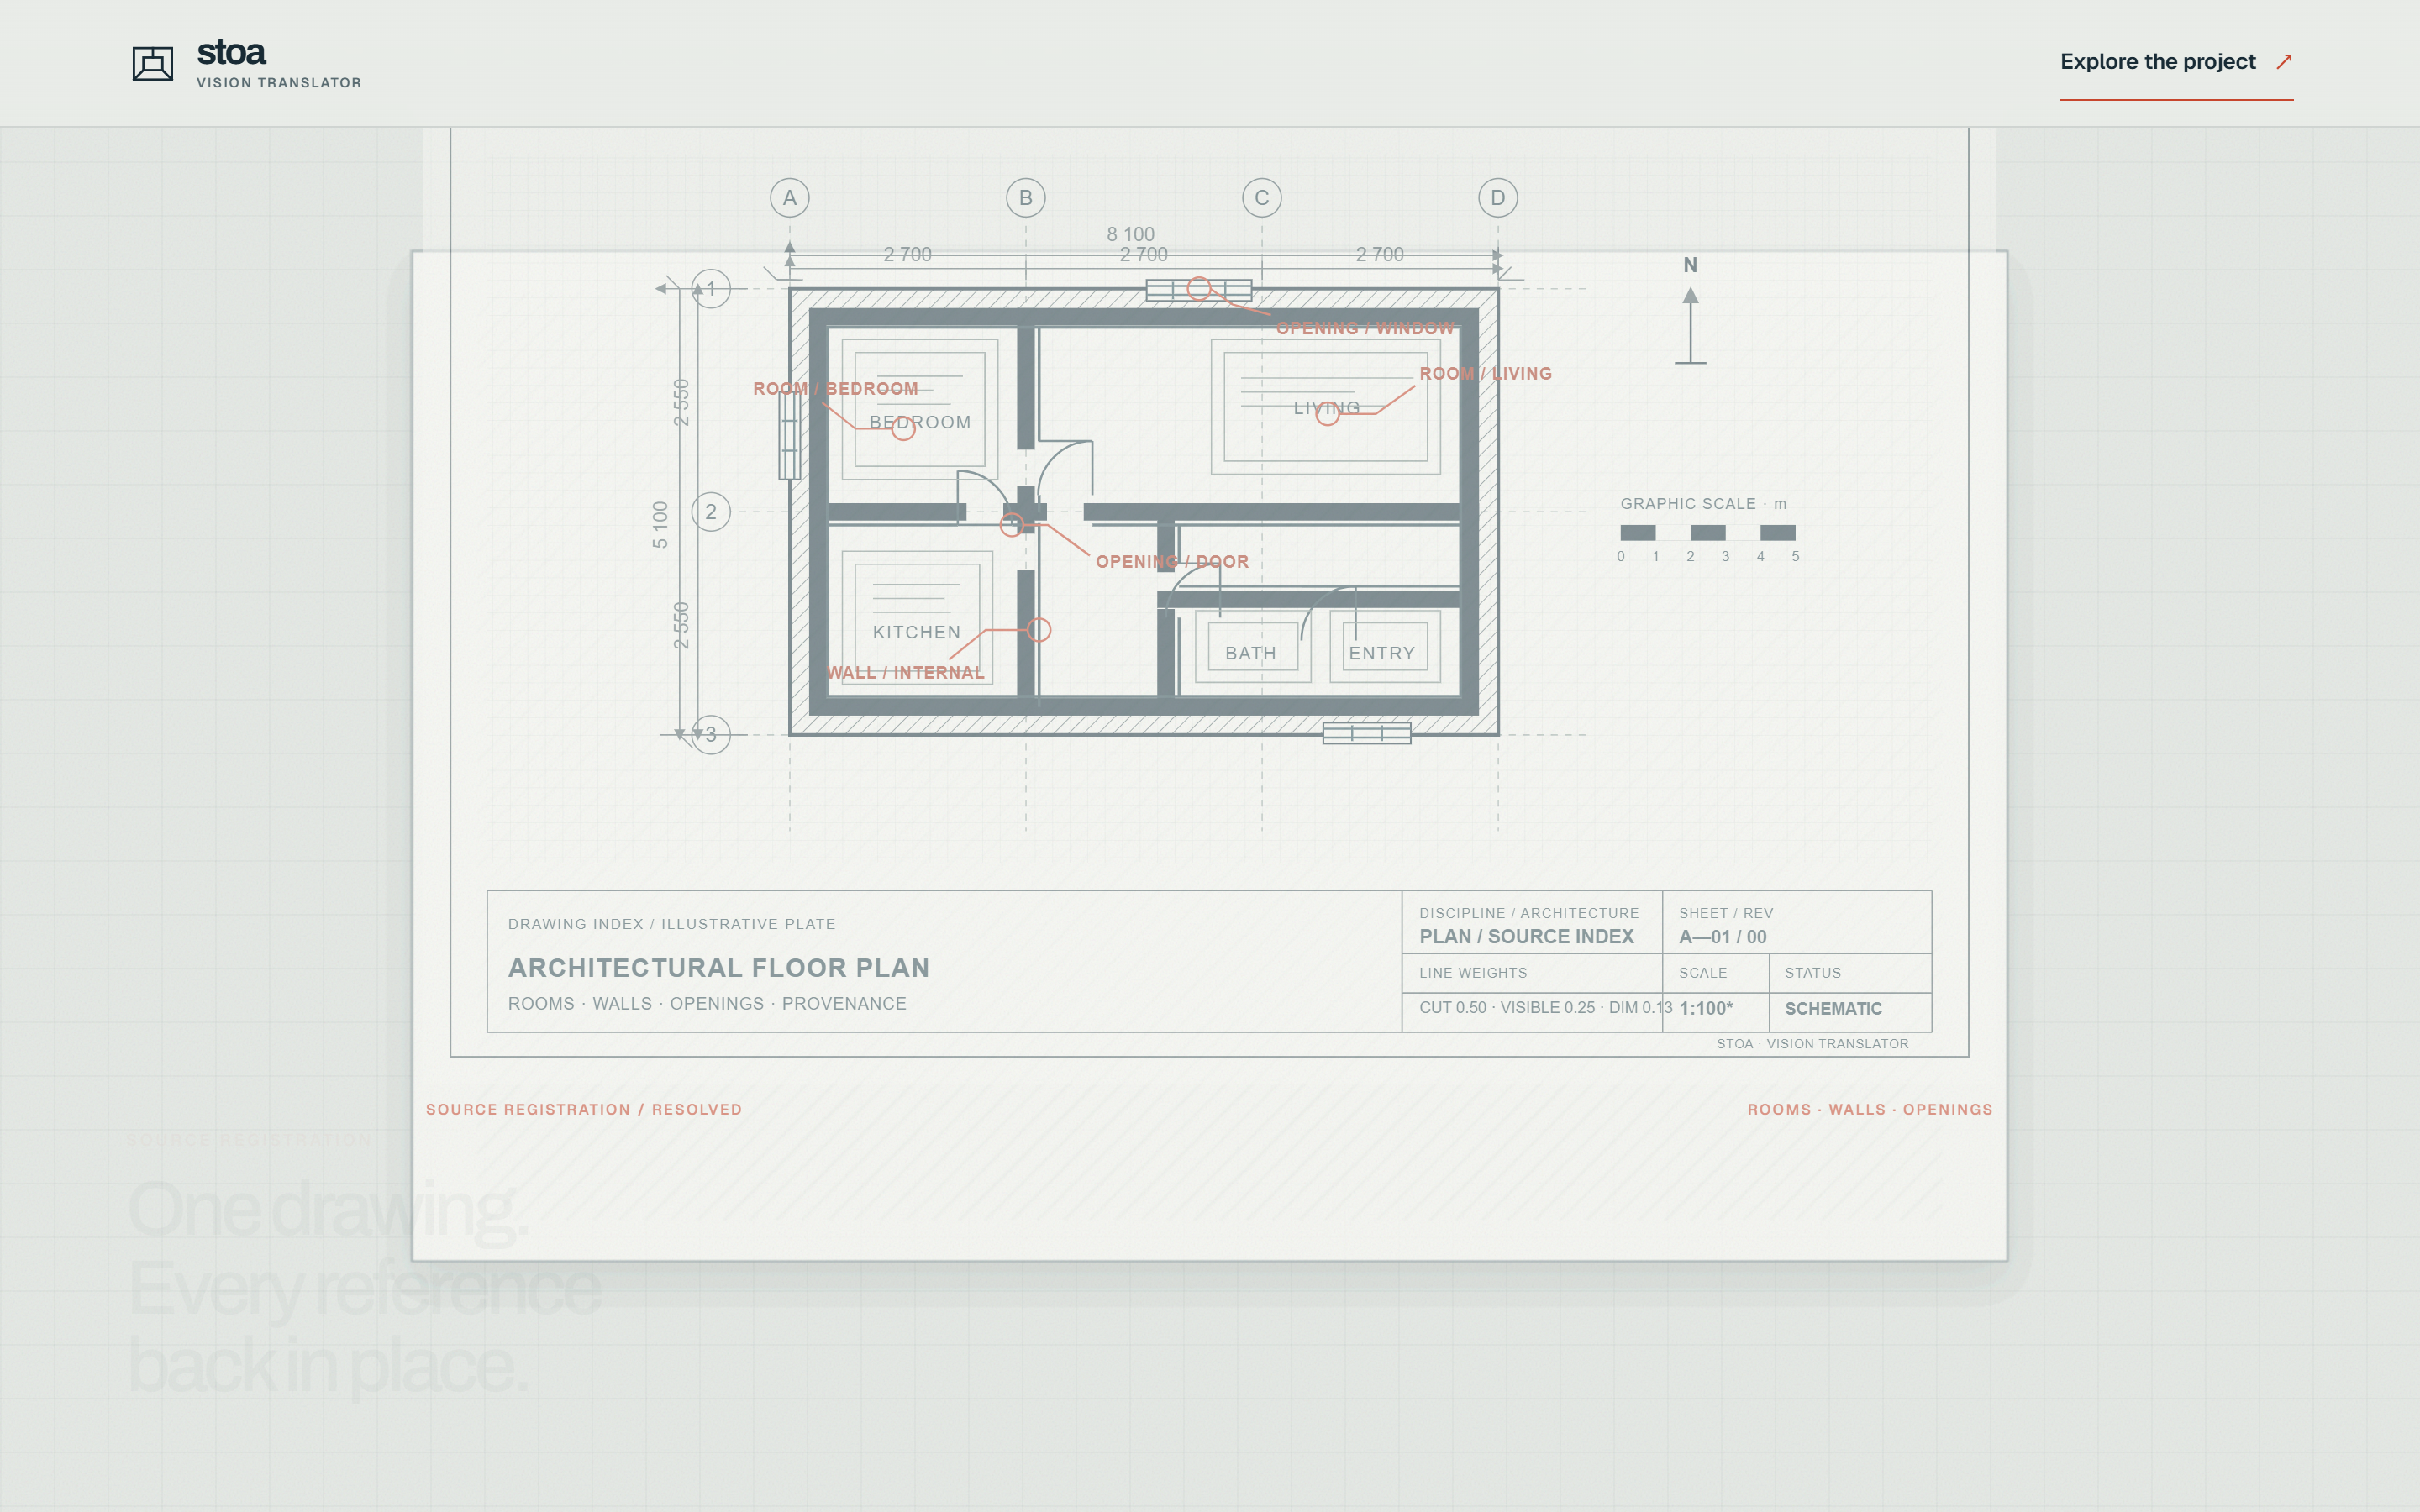 stoa
VISION TRANSLATOR
Explore the project ↗
A
B
C
D
8 100
2 700
2 700
2 700
N
1
OPENING / WINDOW
ROOM / LIVING
ROOM / BEDROOM
2 550
LIVING
BEDROOM
GRAPHIC SCALE · m
2
5 100
0 1 2 3 4 5
OPENING / DOOR
2 550
KITCHEN
BATH
ENTRY
WALL / INTERNAL
3
DRAWING INDEX / ILLUSTRATIVE PLATE
ARCHITECTURAL FLOOR PLAN
ROOMS · WALLS · OPENINGS · PROVENANCE
DISCIPLINE / ARCHITECTURE
PLAN / SOURCE INDEX
SHEET / REV
A—01 / 00
LINE WEIGHTS
SCALE
STATUS
CUT 0.50 · VISIBLE 0.25 · DIM 0.13
1:100*
SCHEMATIC
STOA · VISION TRANSLATOR
SOURCE REGISTRATION / RESOLVED
ROOMS · WALLS · OPENINGS
SOURCE REGISTRATION
One drawing.
Every reference
back in place.